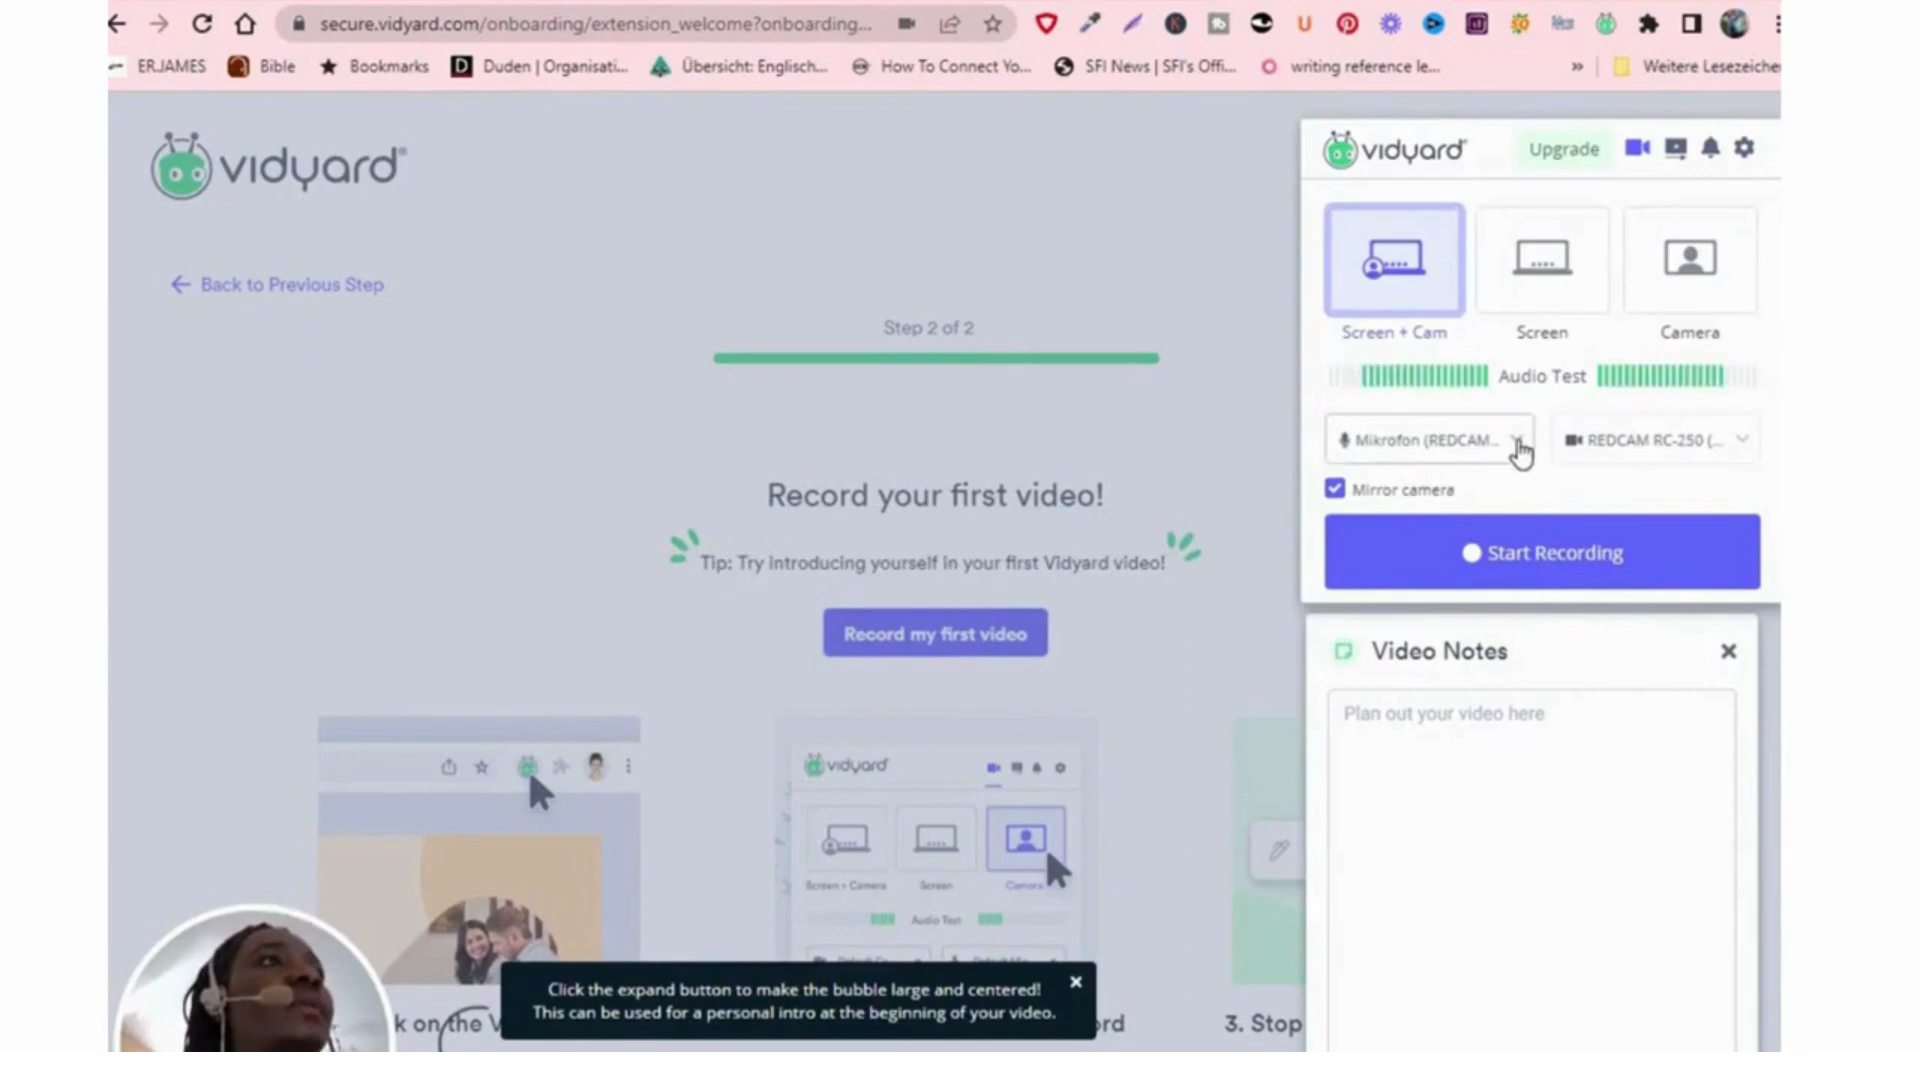 secure.vidyard.com/onboarding/extension_welcome?onboarding...
ERJAMES
Bible
Bookmarks
D
Duden | Organisati...
Übersicht: Englisch...
How To Connect Yo...
SFI News | SFI's Offi...
writing reference le...
»
Weitere Lesezeiche
vidyard
Back to Previous Step
Step 2 of 2
Record your first video!
Tip: Try introducing yourself in your first Vidyard video!
Record my first video
vidyard
Screen + Camera
Screen
Camera
Audio Test
k on the V
ord
3. Stop
Click the expand button to make the bubble large and centered!
This can be used for a personal intro at the beginning of your video.
vidyard
Upgrade
Screen + Cam
Screen
Camera
Audio Test
Mikrofon (REDCAM...
REDCAM RC-250 (...
Mirror camera
Start Recording
Video Notes
Plan out your video here